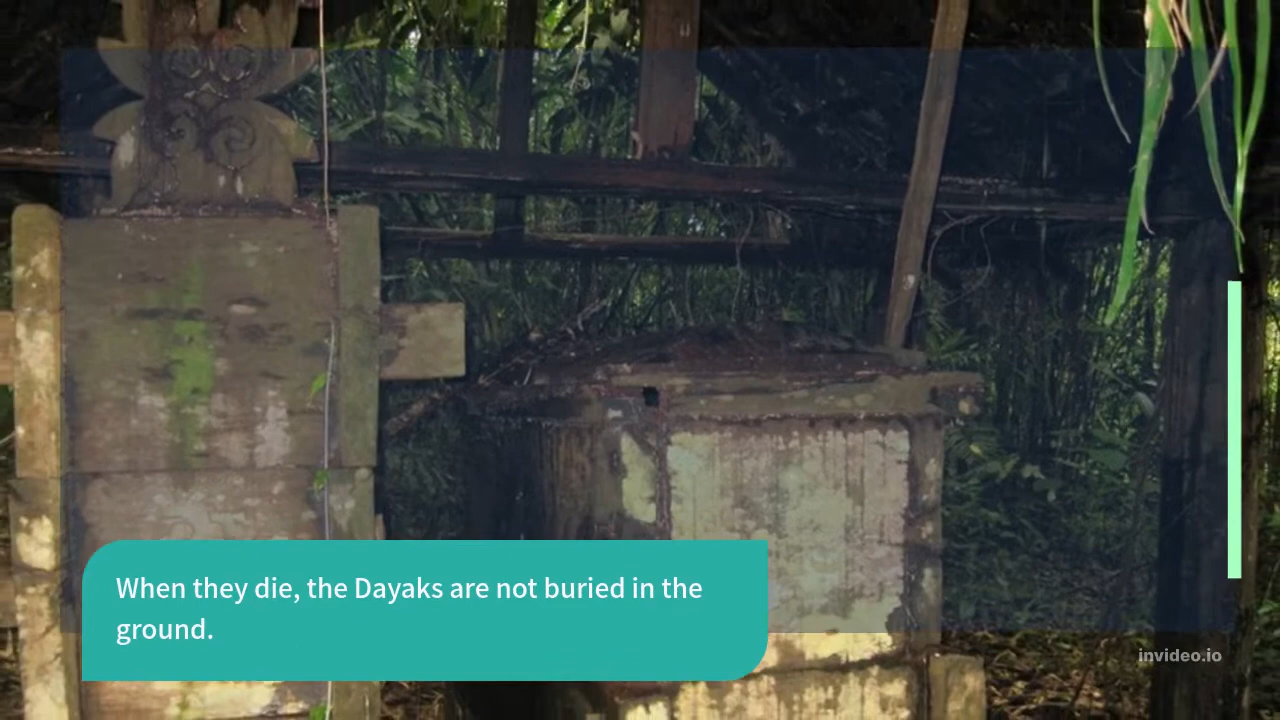 When they die, the Dayaks are not buried in the
ground.
invideo.io